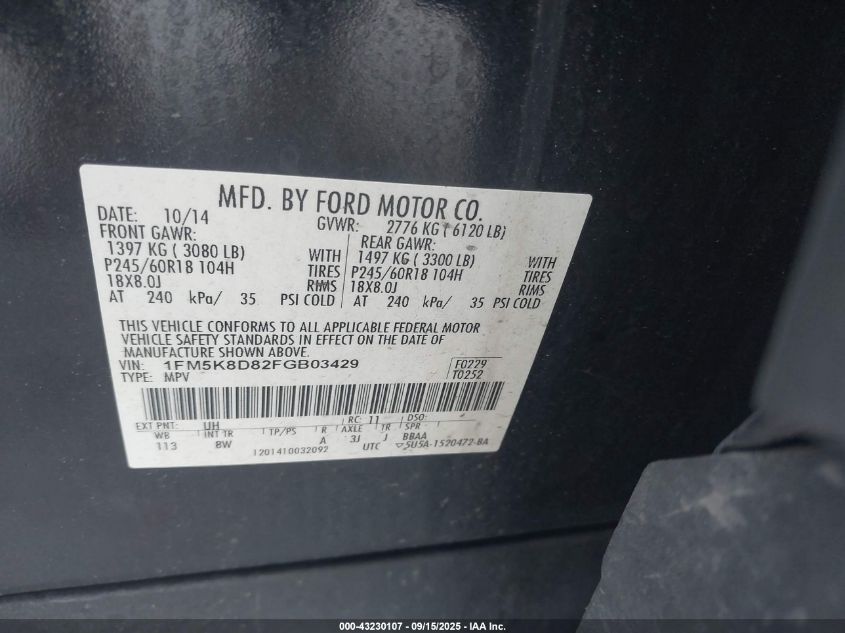 MFD. BY FORD MOTOR CO.
DATE: 10/14 GVWR: 2776 KG ( 6120 LB)
FRONT GAWR: REAR GAWR:
1397 KG ( 3080 LB) WITH 1497 KG ( 3300 LB) WITH
P245/60R18 104H TIRES P245/60R18 104H TIRES
18X8.0J RIMS 18X8.0J RIMS
AT 240 kPa/ 35 PSI COLD AT 240 kPa/ 35 PSI COLD
THIS VEHICLE CONFORMS TO ALL APPLICABLE FEDERAL MOTOR
VEHICLE SAFETY STANDARDS IN EFFECT ON THE DATE OF
MANUFACTURE SHOWN ABOVE.
VIN: 1FM5K8D82FGB03429 F0229
TYPE: MPV T0252
EXT PNT: UH RC: 11 DSO:
WB INT TR TP/PS R AXLE TR SPR
113 8W A 3J J BBAA
1201410032092 UTC 5U5A-1520472-BA
000-43230107 - 09/15/2025 - IAA Inc.